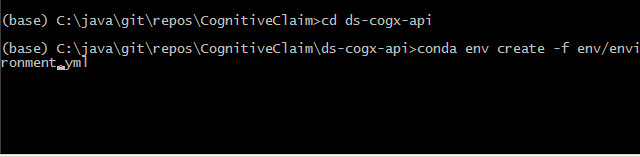 (base) C:\java\git\repos\CognitiveClaim>cd ds-cogx-api
(base) C:\java\git\repos\CognitiveClaim\ds-cogx-api>conda env create -f env/envi
ronment.yml